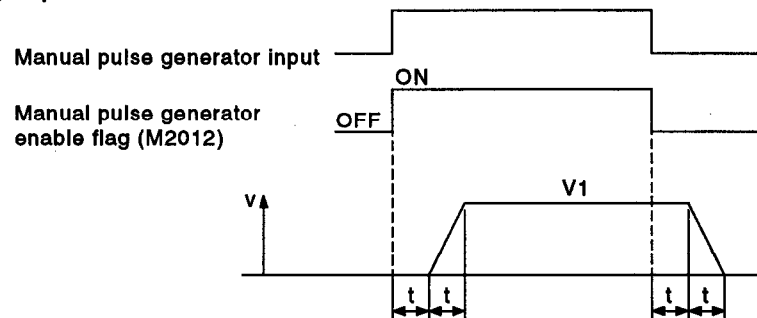 Manual pulse generator input
ON
Manual pulse generator
enable flag (M2012)
OFF
V1
V
t t t t